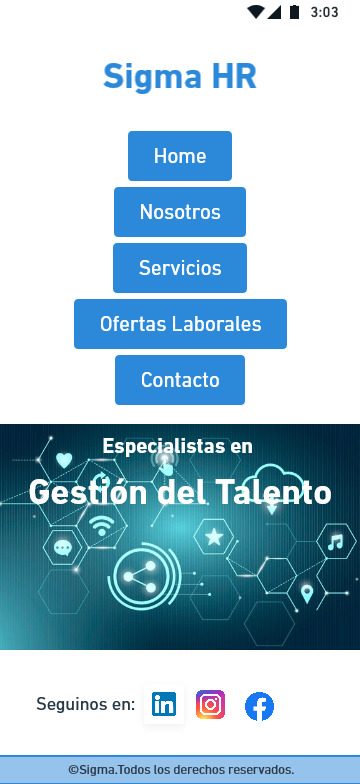 3:03
Sigma HR
Home
Nosotros
Servicios
Ofertas Laborales
Contacto
Especialistas en
Gestión del Talento
Seguinos en:
in
©Sigma.Todos los derechos reservados.